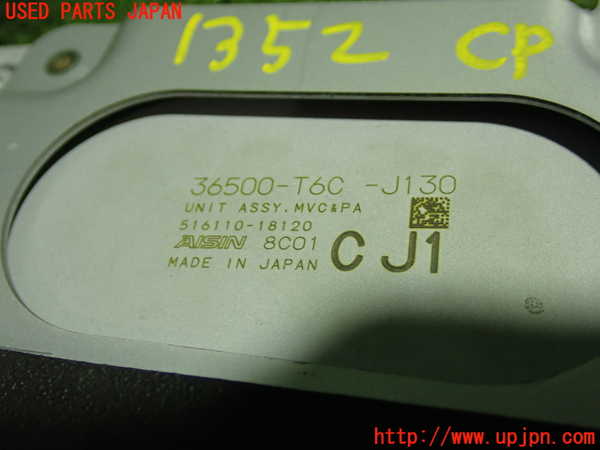 USED PARTS JAPAN
1352 CP
36500-T6C -J130
UNIT ASSY.MVC&PA
516110-18120
AISIN 8C01 CJ1
MADE IN JAPAN
http://www.upjpn.com/